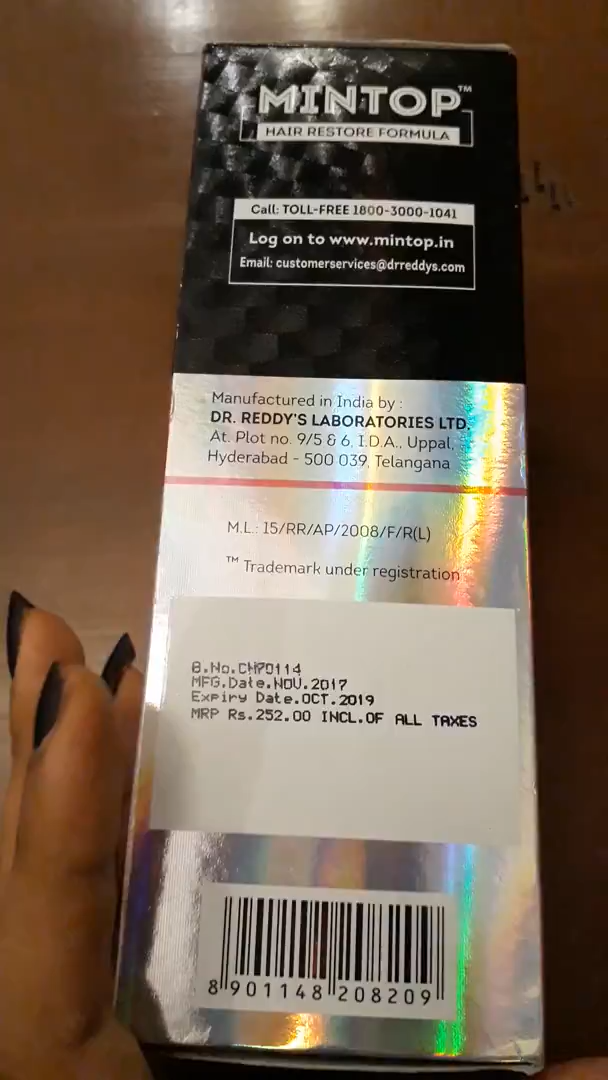 MINTOP™
HAIR RESTORE FORMULA
Call: TOLL-FREE 1800-3000-1041
Log on to www.mintop.in
Email: customerservices@drreddys.com
Manufactured in India by :
DR. REDDY'S LABORATORIES LTD.
At. Plot no. 9/5 & 6, I.D.A., Uppal,
Hyderabad - 500 039, Telangana
M.L.: 15/RR/AP/2008/F/R(L)
™ Trademark under registration
B.No.CHP0114
MFG.Date.NOV.2017
Expiry Date.OCT.2019
MRP Rs.252.00 INCL.OF ALL TAXES
8 901148 208209